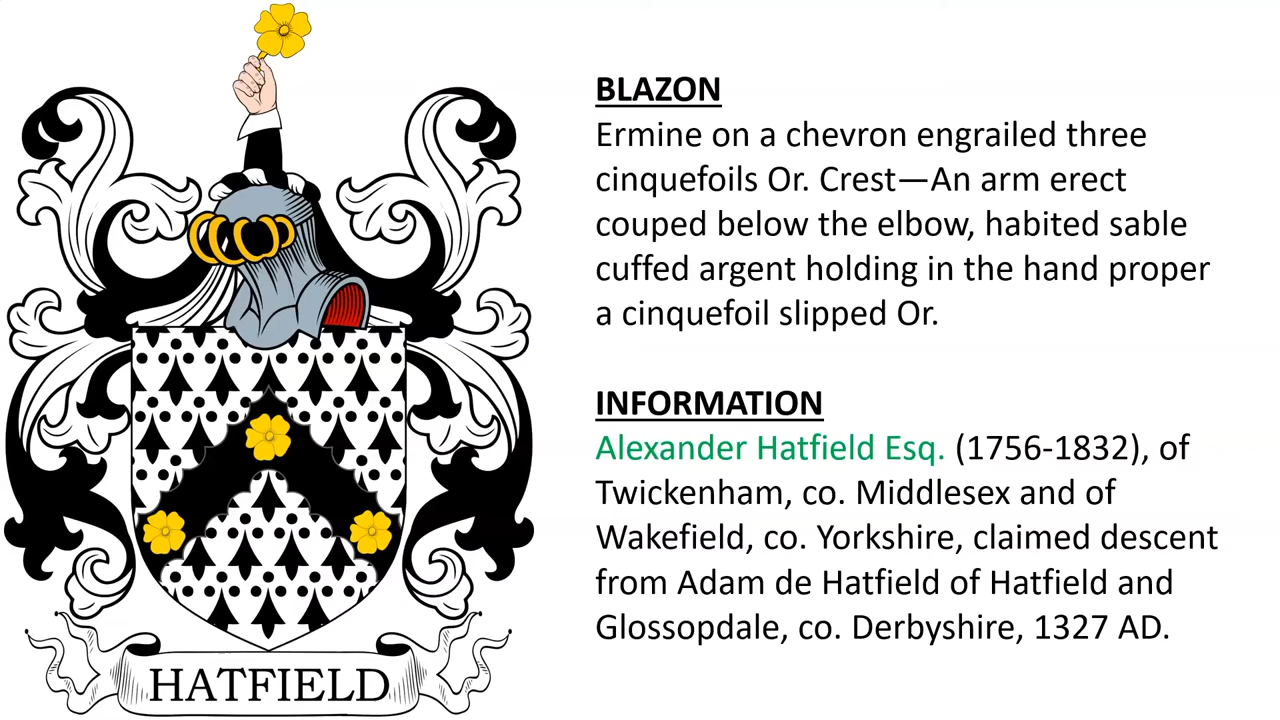 BLAZON
Ermine on a chevron engrailed three
cinquefoils Or. Crest—An arm erect
couped below the elbow, habited sable
cuffed argent holding in the hand proper
a cinquefoil slipped Or.
INFORMATION
Alexander Hatfield Esq. (1756-1832), of
Twickenham, co. Middlesex and of
Wakefield, co. Yorkshire, claimed descent
from Adam de Hatfield of Hatfield and
Glossopdale, co. Derbyshire, 1327 AD.
HATFIELD